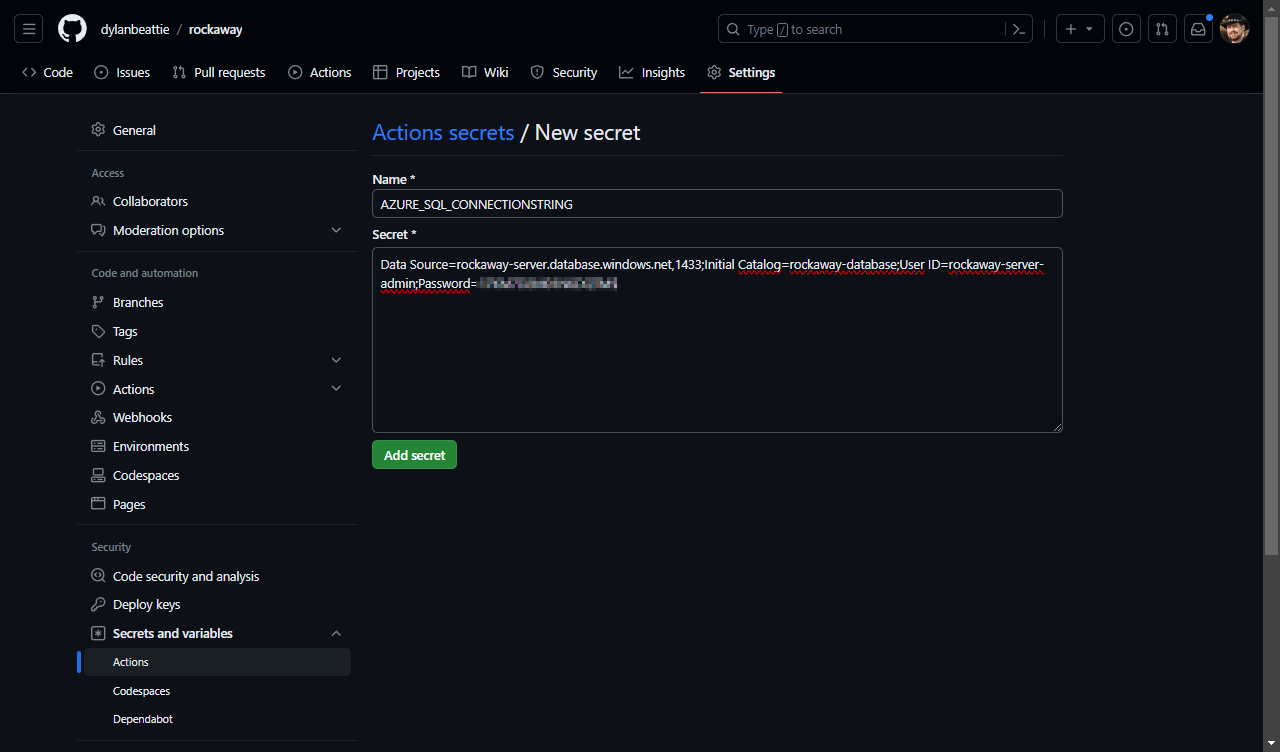 dylanbeattie / rockaway
Type / to search
Code
Issues
Pull requests
Actions
Projects
Wiki
Security
Insights
Settings
General
Access
Collaborators
Moderation options
Code and automation
Branches
Tags
Rules
Actions
Webhooks
Environments
Codespaces
Pages
Security
Code security and analysis
Deploy keys
Secrets and variables
Actions
Codespaces
Dependabot
Actions secrets / New secret
Name *
AZURE_SQL_CONNECTIONSTRING
Secret *
Data Source=rockaway-server.database.windows.net,1433;Initial Catalog=rockaway-database;User ID=rockaway-server-
admin;Password=
Add secret